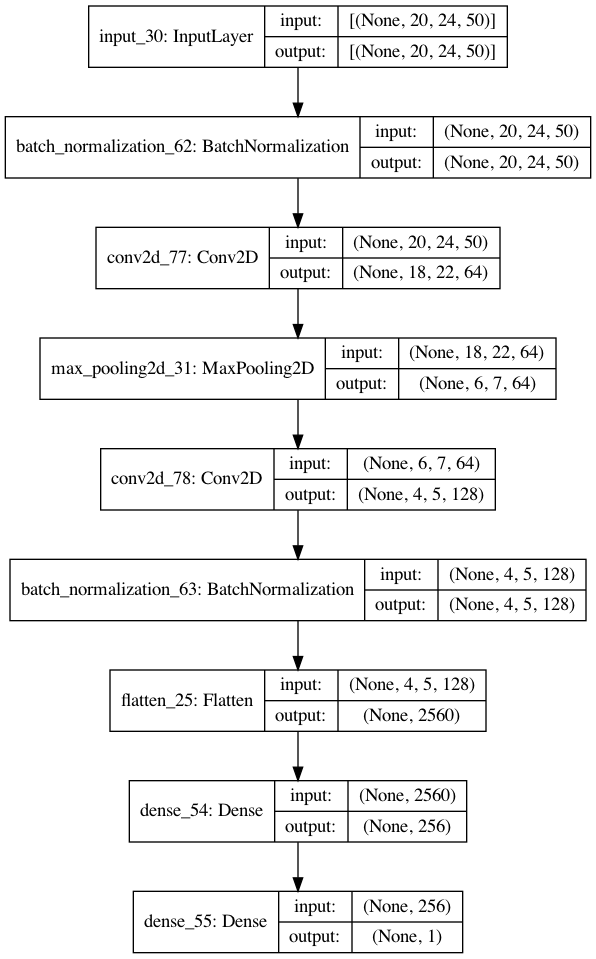 input_30: InputLayer
input: [(None, 20, 24, 50)]
output: [(None, 20, 24, 50)]
batch_normalization_62: BatchNormalization
input: (None, 20, 24, 50)
output: (None, 20, 24, 50)
conv2d_77: Conv2D
input: (None, 20, 24, 50)
output: (None, 18, 22, 64)
max_pooling2d_31: MaxPooling2D
input: (None, 18, 22, 64)
output: (None, 6, 7, 64)
conv2d_78: Conv2D
input: (None, 6, 7, 64)
output: (None, 4, 5, 128)
batch_normalization_63: BatchNormalization
input: (None, 4, 5, 128)
output: (None, 4, 5, 128)
flatten_25: Flatten
input: (None, 4, 5, 128)
output: (None, 2560)
dense_54: Dense
input: (None, 2560)
output: (None, 256)
dense_55: Dense
input: (None, 256)
output: (None, 1)